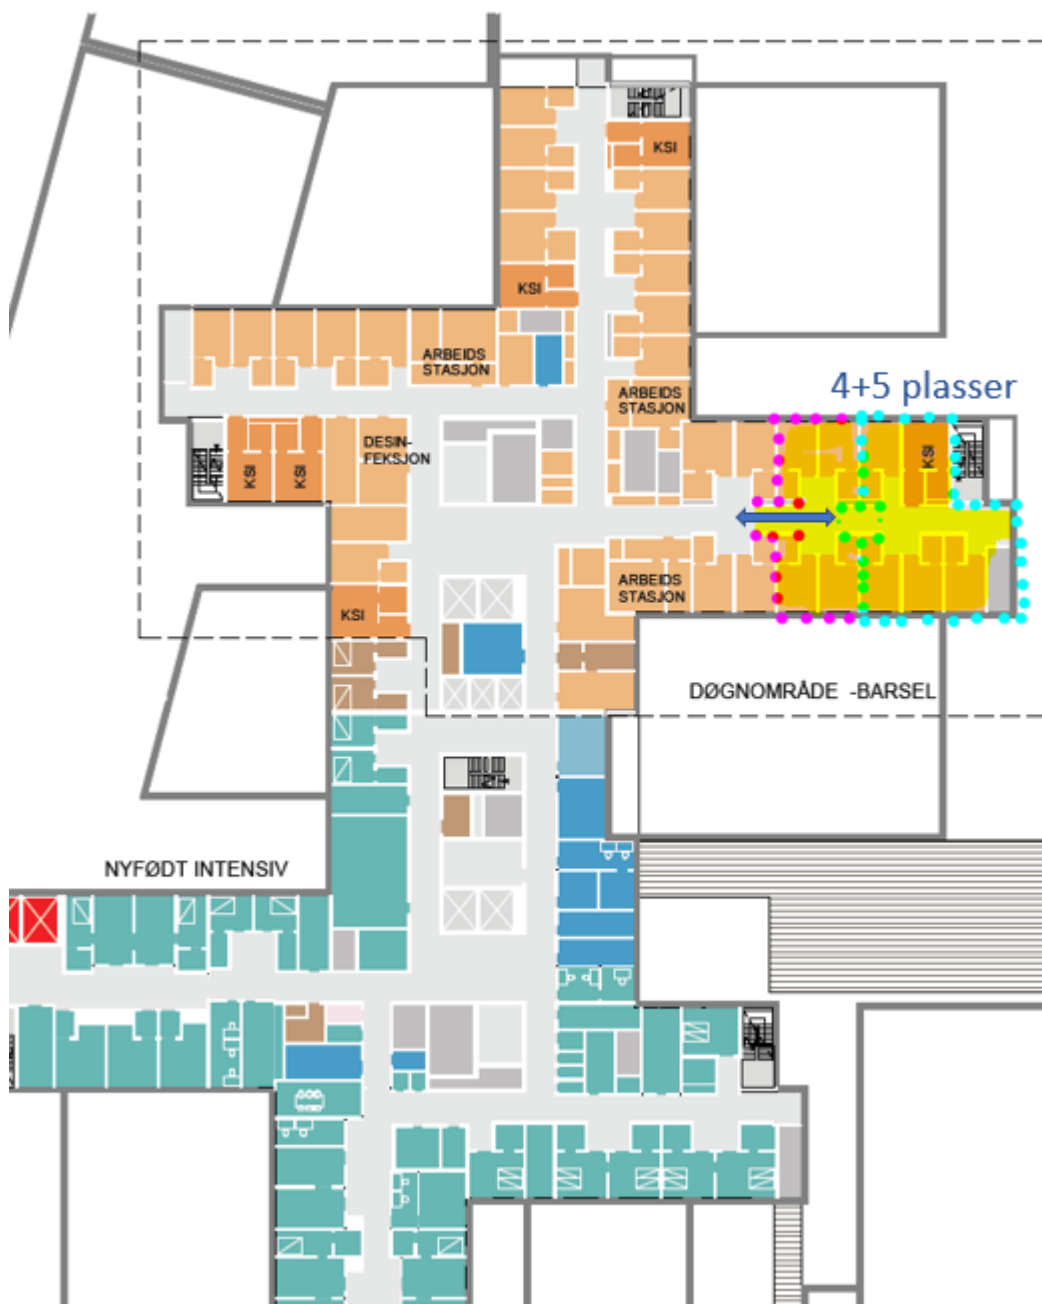 KSI
KSI
ARBEIDS
STASJON
4+5 plasser
ARBEIDS
STASJON
DESIN-
FEKSJON
KSI
KSI
KSI
ARBEIDS
STASJON
KSI
DØGNOMRÅDE -BARSEL
NYFØDT INTENSIV